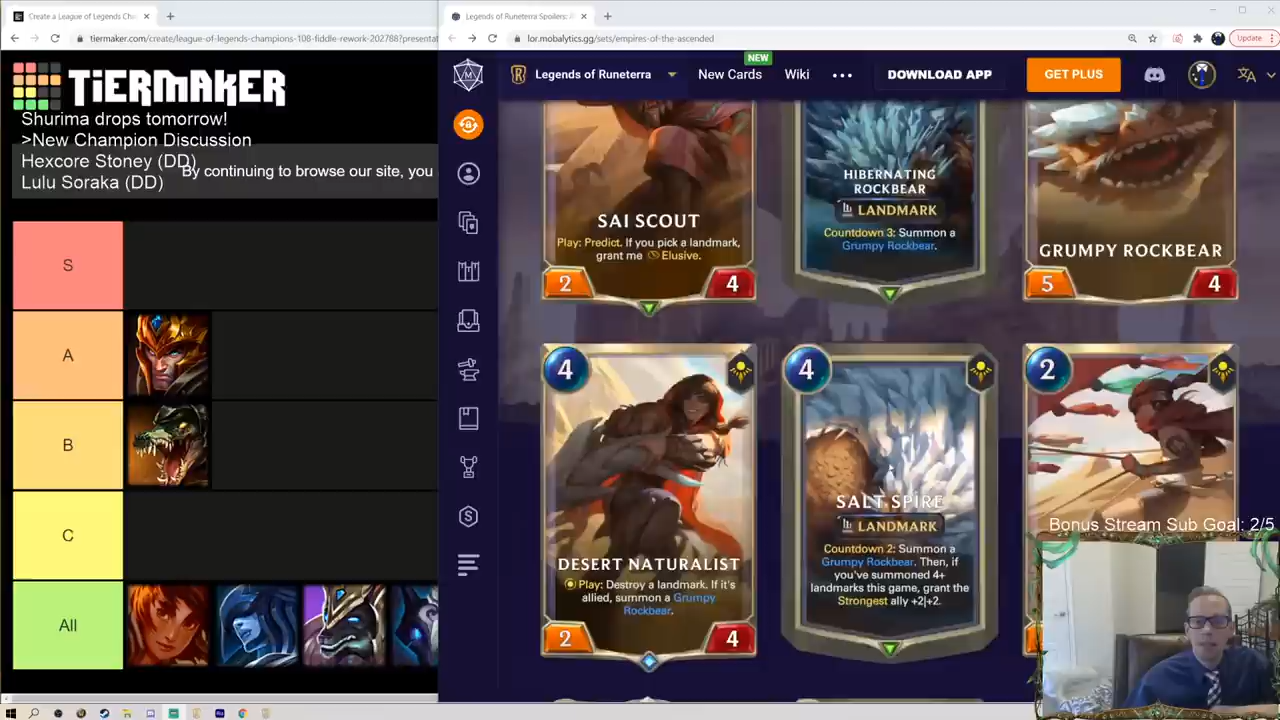 Create a League of Legends Cha
Legends of Runeterra Spoilers: A
tiermaker.com/create/league-of-legends-champions-108-fiddle-rework-202788?presentat
lor.mobalytics.gg/sets/empires-of-the-ascended
Update
TiERMAKER
Shurima drops tomorrow!
>New Champion Discussion
Hexcore Stoney (DD)
Lulu Soraka (DD)
By continuing to browse our site, you
S
A
B
C
All
Legends of Runeterra
NEW
New Cards
Wiki
DOWNLOAD APP
GET PLUS
SAI SCOUT
Play: Predict. If you pick a landmark,
grant me Elusive.
2
4
HIBERNATING
ROCKBEAR
LANDMARK
Countdown 3: Summon a
Grumpy Rockbear.
GRUMPY ROCKBEAR
5
4
4
DESERT NATURALIST
Play: Destroy a landmark. If it's
allied, summon a Grumpy
Rockbear.
2
4
4
SALT SPIRE
LANDMARK
Countdown 2: Summon a
Grumpy Rockbear. Then, if
you've summoned 4+
landmarks this game, grant the
Strongest ally +2|+2.
2
Bonus Stream Sub Goal: 2/5